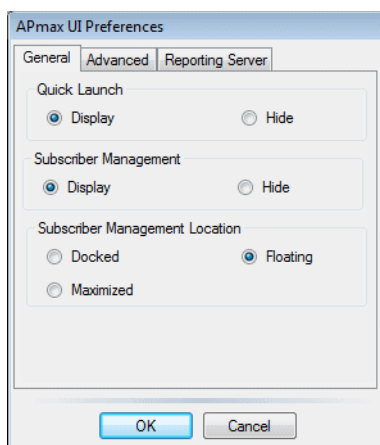 APmax UI Preferences
General Advanced Reporting Server
Quick Launch
Display Hide
Subscriber Management
Display Hide
Subscriber Management Location
Docked Floating
Maximized
OK Cancel